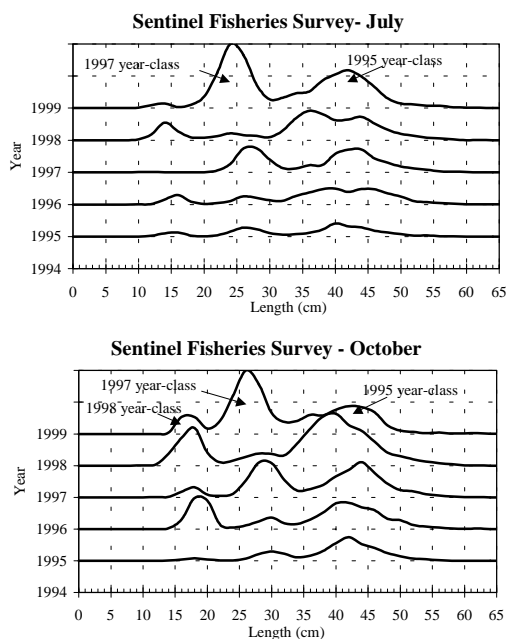 Sentinel Fisheries Survey- July
1997 year-class
1995 year-class
1999
1998
1997
1996
1995
1994
Year
0 5 10 15 20 25 30 35 40 45 50 55 60 65
Length (cm)
Sentinel Fisheries Survey - October
1997 year-class
1995 year-class
1998 year-class
1999
1998
1997
1996
1995
1994
Year
0 5 10 15 20 25 30 35 40 45 50 55 60 65
Length (cm)